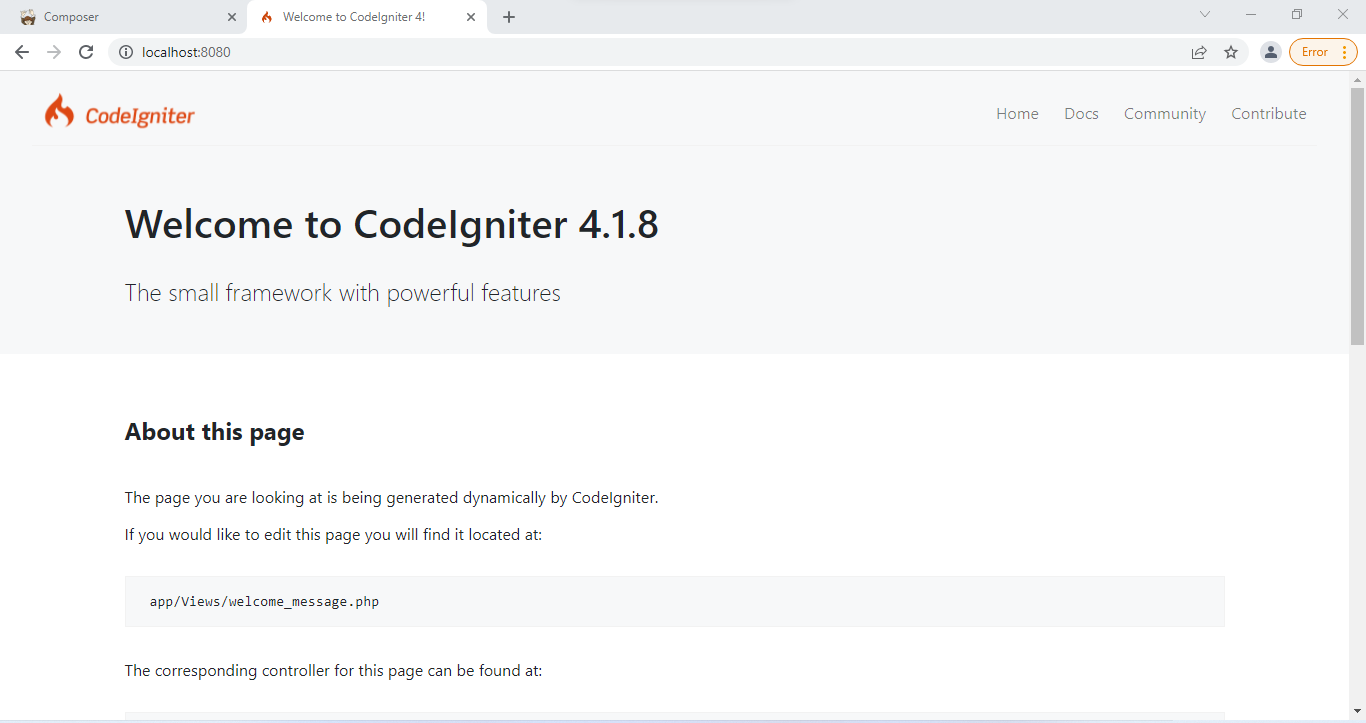 Composer
Welcome to CodeIgniter 4!
localhost:8080
Error
CodeIgniter
Home Docs Community Contribute
Welcome to CodeIgniter 4.1.8
The small framework with powerful features
About this page
The page you are looking at is being generated dynamically by CodeIgniter.
If you would like to edit this page you will find it located at:
app/Views/welcome_message.php
The corresponding controller for this page can be found at: